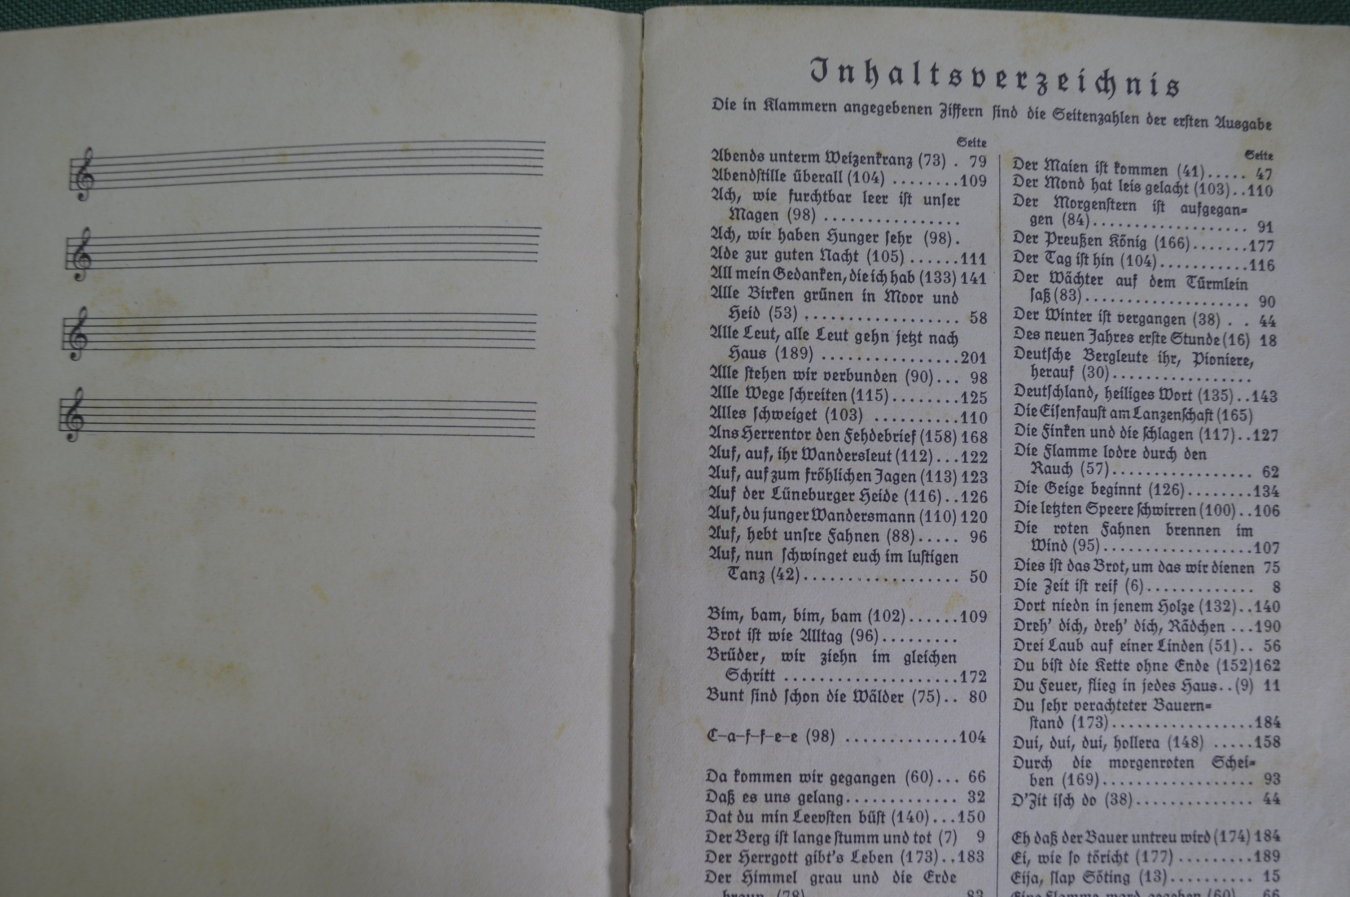 Inhaltsverzeichnis
Die in Klammern angegebenen Ziffern sind die Seitenzahlen der ersten Ausgabe
Seite
Abends unterm Weizenkranz (73) . 79
Abendstille überall (104) ........109
Ach, wie furchtbar leer ist unser
Magen (98) ................
Ach, wir haben Hunger sehr (98).
Ade zur guten Nacht (105) ......111
All mein Gedanken, die ich hab (133) 141
Alle Birken grünen in Moor und
Heid (53) .................. 58
Alle Leut, alle Leut gehn jetzt nach
Haus (189) ................201
Alle stehen wir verbunden (90)... 98
Alle Wege schreiten (115)........125
Alles schweiget (103) ..........110
Ans Herrentor den Fehdebrief (158) 168
Auf, auf, ihr Wandersleut (112)...122
Auf, auf zum fröhlichen Jagen (113) 123
Auf der Lüneburger Heide (116)..126
Auf, du junger Wandersmann (110) 120
Auf, hebt unsre Fahnen (88)..... 96
Auf, nun schwinget euch im lustigen
Tanz (42).................. 50
Bim, bam, bim, bam (102)......109
Brot ist wie Alltag (96).........
Brüder, wir ziehn im gleichen
Schritt ....................172
Bunt sind schon die Wälder (75).. 80
C-a-f-f-e-e (98) .............104
Da kommen wir gegangen (60)... 66
Daß es uns gelang............. 32
Dat du min Leevsten büst (140)...150
Der Berg ist lange stumm und tot (7) 9
Der Herrgott gibt's Leben (173)..183
Der Himmel grau und die Erde
braun (78)
Seite
Der Maien ist kommen (41)..... 47
Der Mond hat leis gelacht (103)..110
Der Morgenstern ist aufgegan=
gen (84).................... 91
Der Preußen König (166).......177
Der Tag ist hin (104)...........116
Der Wächter auf dem Türmlein
saß (83)..................... 90
Der Winter ist vergangen (38) . . 44
Des neuen Jahres erste Stunde (16) 18
Deutsche Bergleute ihr, Pioniere,
herauf (30)..................
Deutschland, heiliges Wort (135)..143
Die Eisenfaust am Lanzenschaft (165)
Die Finken und die schlagen (117)..127
Die Flamme lodre durch den
Rauch (57).................. 62
Die Geige beginnt (126)........134
Die letzten Speere schwirren (100)..106
Die roten Fahnen brennen im
Wind (95)..................107
Dies ist das Brot, um das wir dienen 75
Die Zeit ist reif (6)............. 8
Dort niedn in jenem Holze (132)..140
Dreh' dich, dreh' dich, Rädchen ...190
Drei Laub auf einer Linden (51).. 56
Du bist die Kette ohne Ende (152)162
Du Feuer, flieg in jedes Haus..(9) 11
Du sehr verachteter Bauern=
stand (173)..................184
Dui, dui, dui, hollera (148) .....158
Durch die morgenroten Schei=
ben (169)................... 93
D'Zit isch do (38).............. 44
Eh daß der Bauer untreu wird (174) 184
Ei, wie so töricht (177) .........189
Eija, slap Söting (13)........... 15